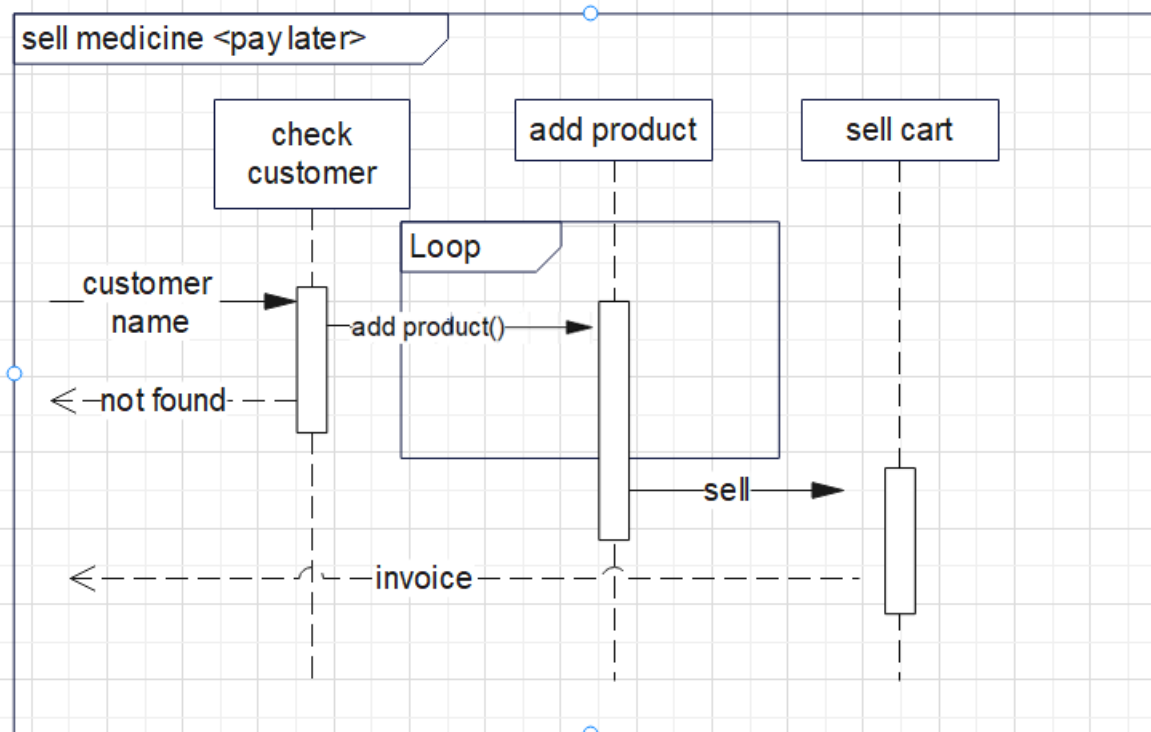 sell medicine <pay later>
check
customer
add product
sell cart
Loop
customer
name
add product()
not found
sell
invoice